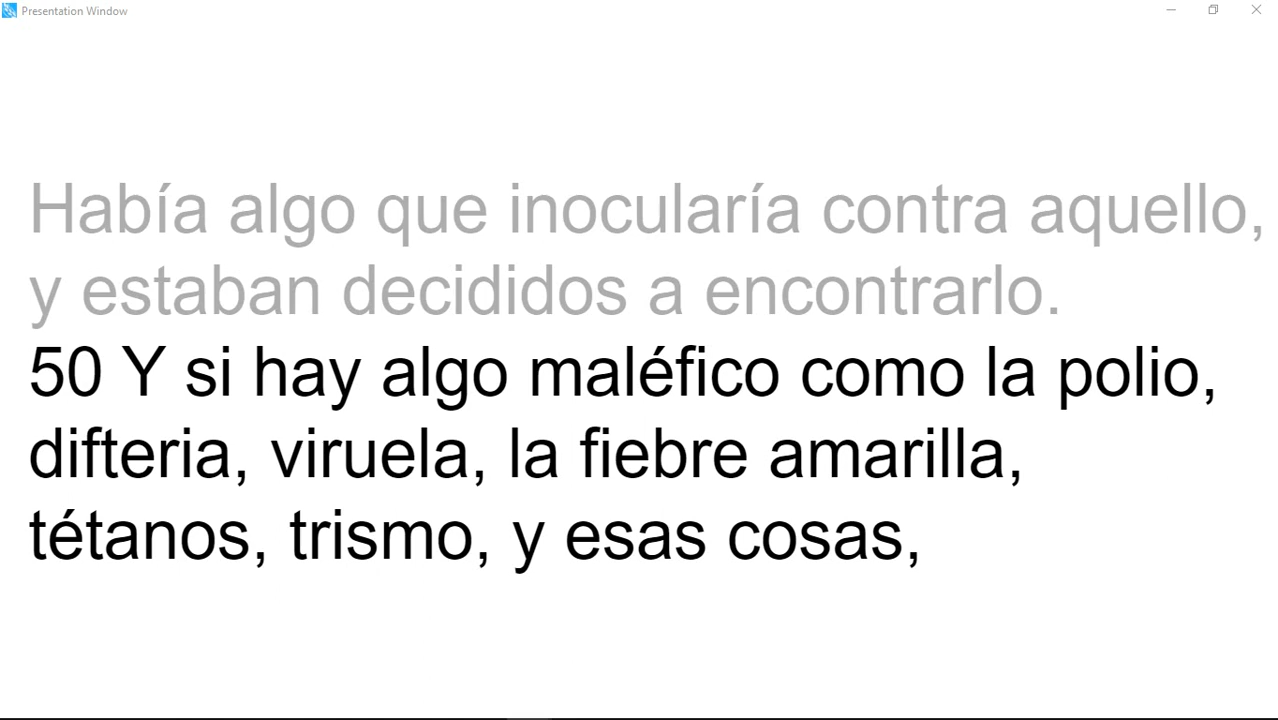 Presentation Window
Había algo que inocularía contra aquello,
y estaban decididos a encontrarlo.
50 Y si hay algo maléfico como la polio,
difteria, viruela, la fiebre amarilla,
tétanos, trismo, y esas cosas,